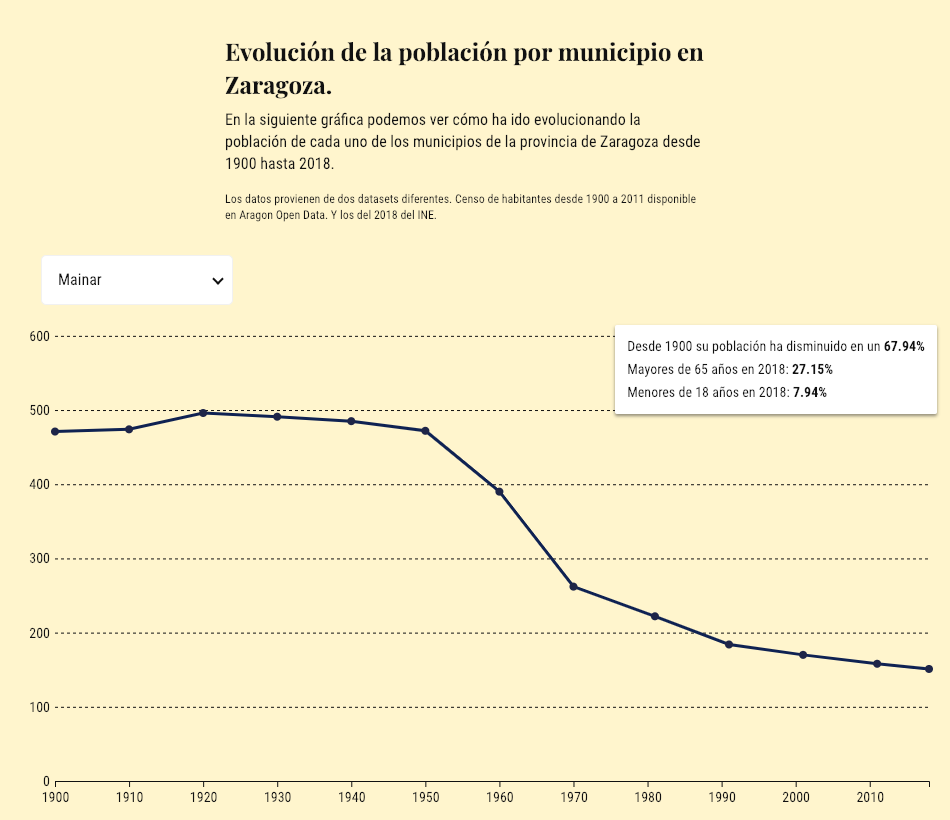 Evolución de la población por municipio en
Zaragoza.
En la siguiente gráfica podemos ver cómo ha ido evolucionando la
población de cada uno de los municipios de la provincia de Zaragoza desde
1900 hasta 2018.
Los datos provienen de dos datasets diferentes. Censo de habitantes desde 1900 a 2011 disponible
en Aragon Open Data. Y los del 2018 del INE.
Mainar
Desde 1900 su población ha disminuido en un 67.94%
Mayores de 65 años en 2018: 27.15%
Menores de 18 años en 2018: 7.94%
600
500
400
300
200
100
0
1900 1910 1920 1930 1940 1950 1960 1970 1980 1990 2000 2010